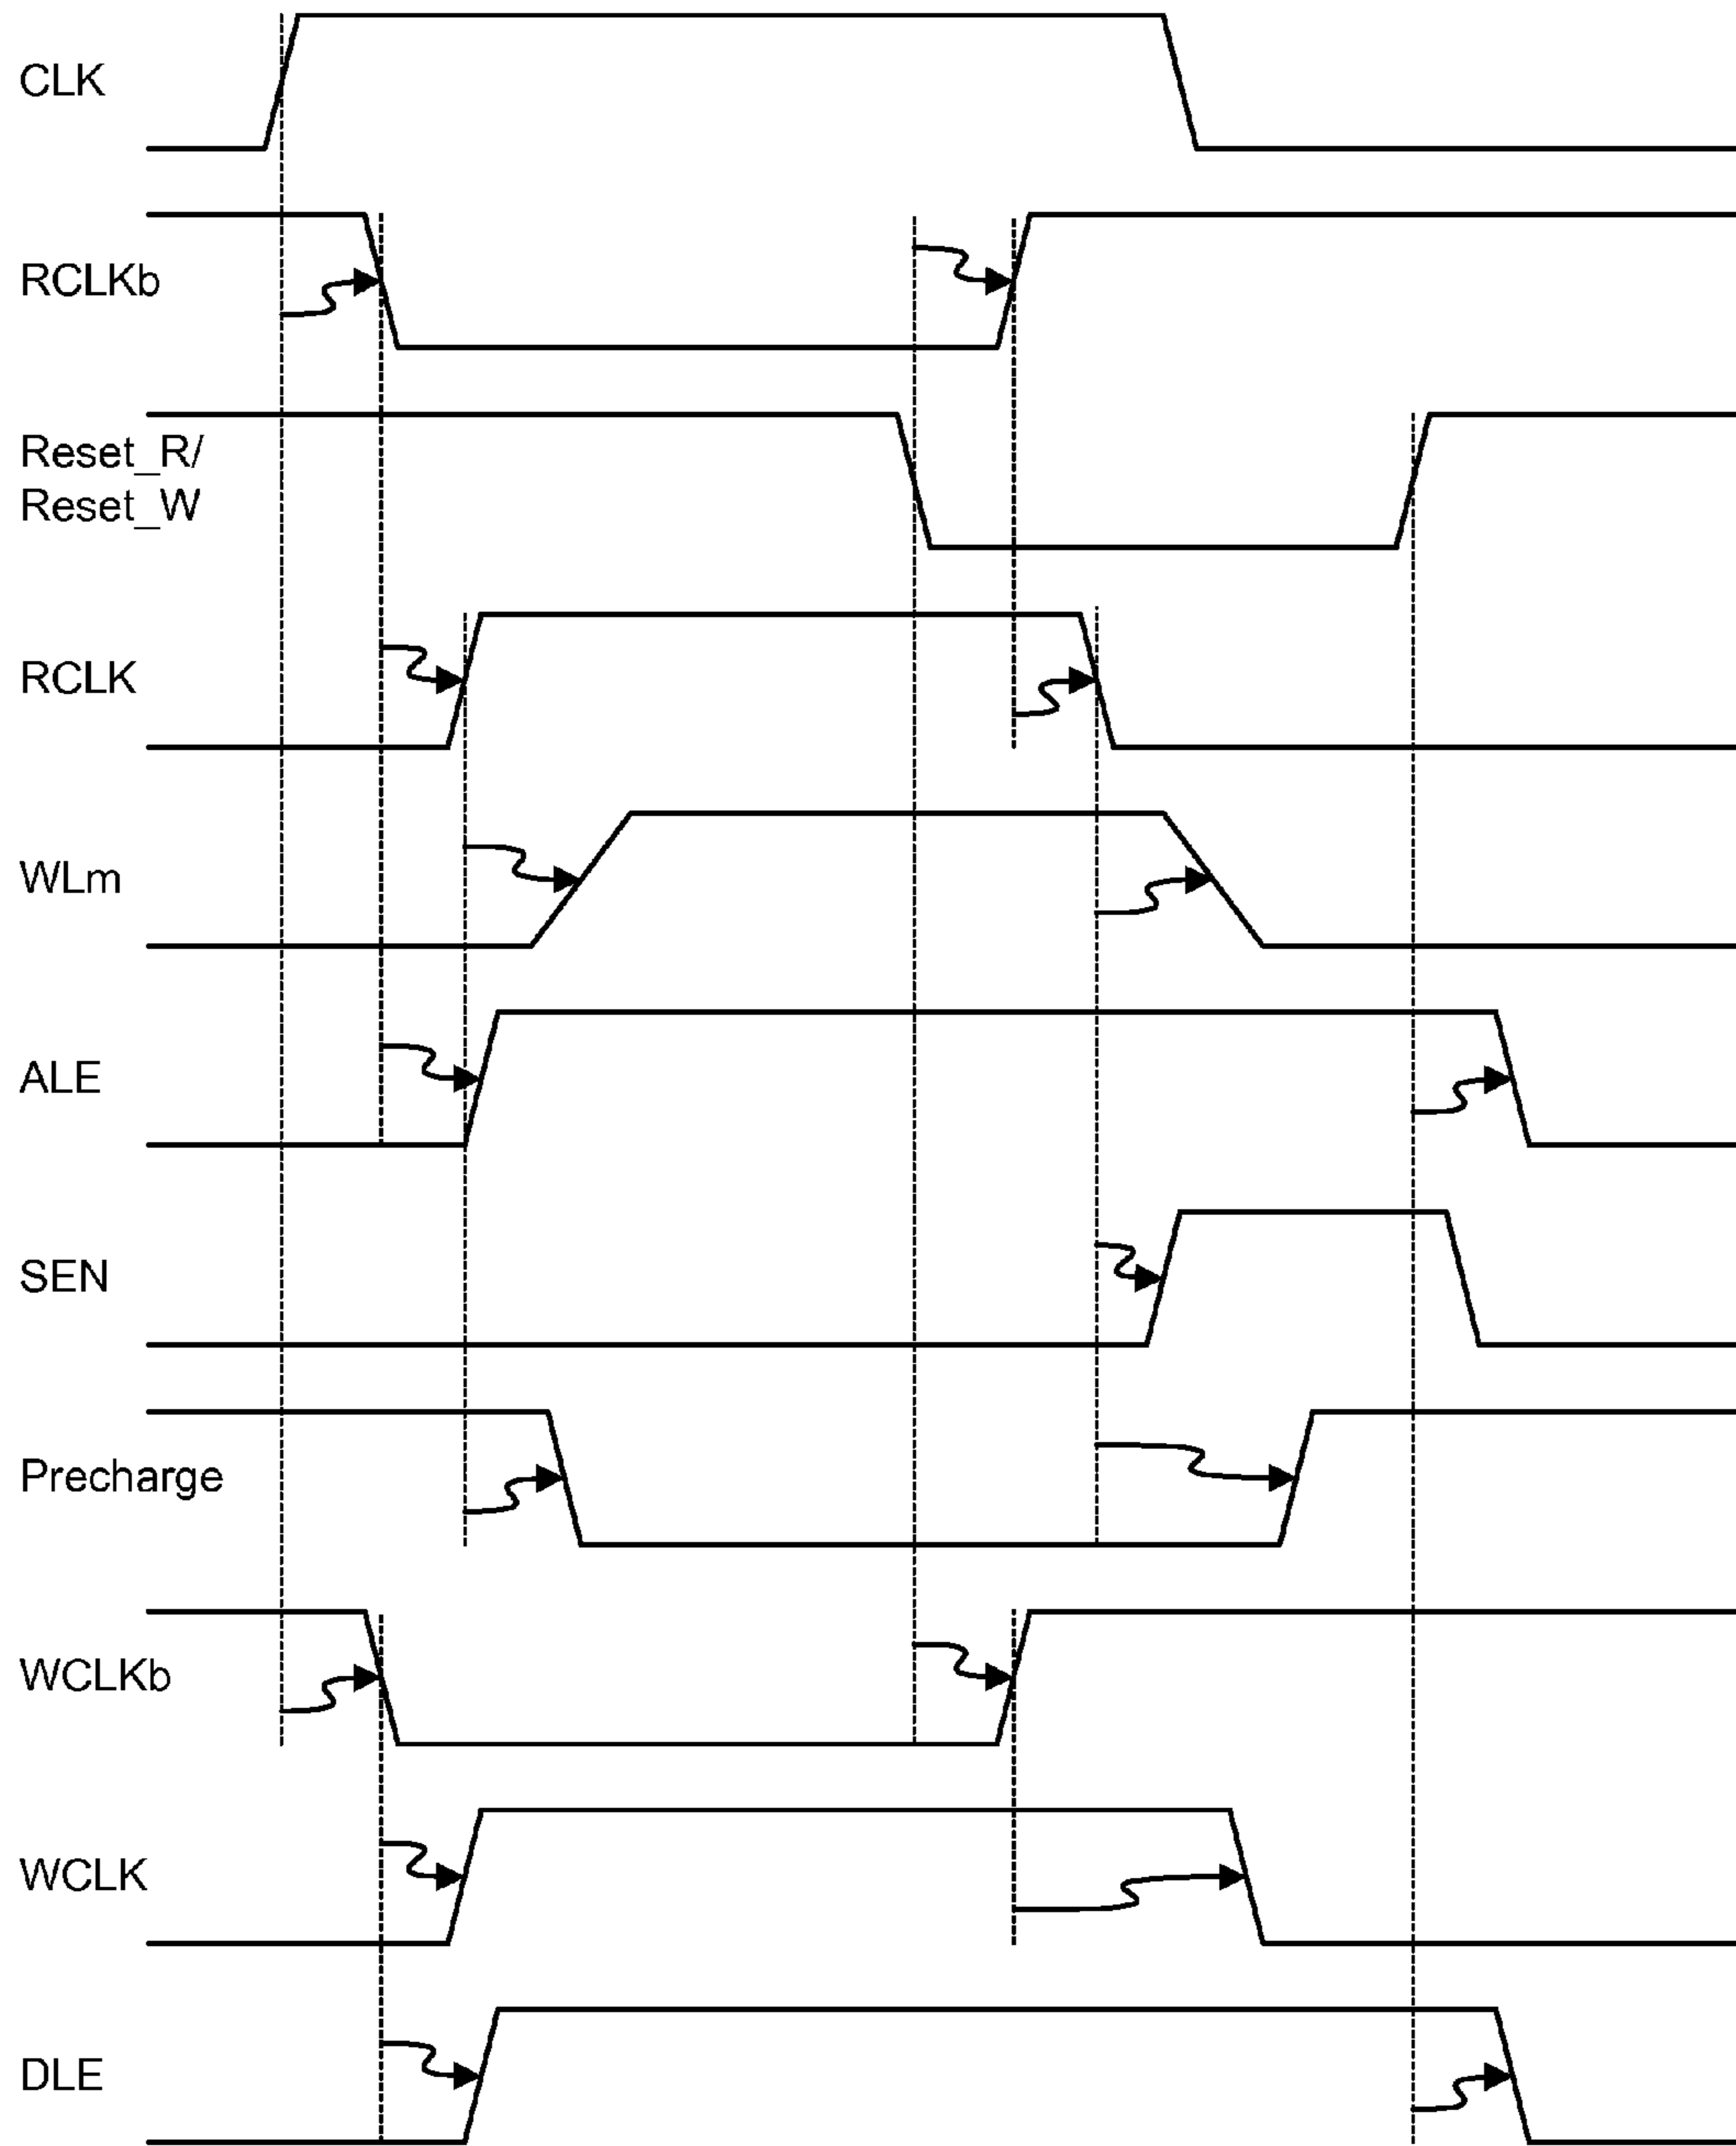 CLK
RCLKb
Reset_R/
Reset_W
RCLK
WLm
ALE
SEN
Precharge
WCLKb
WCLK
DLE